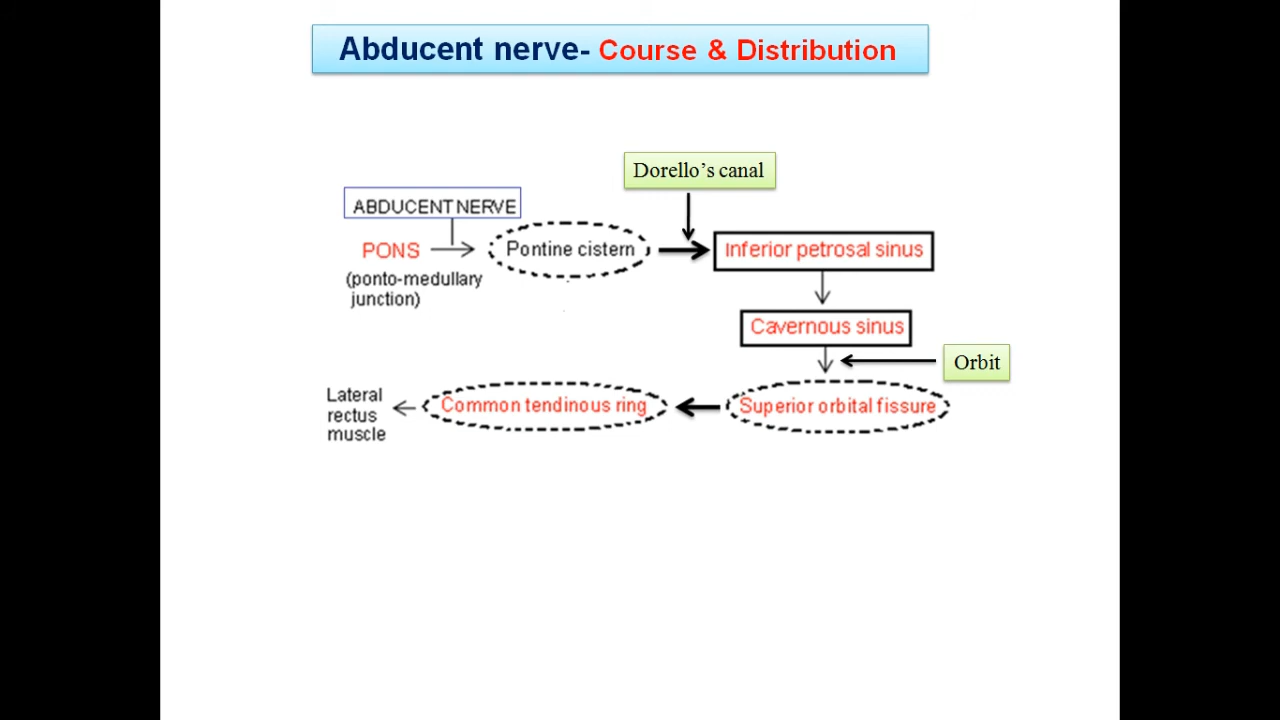 Abducent nerve- Course & Distribution
Dorello’s canal
ABDUCENT NERVE
PONS
(ponto-medullary
junction)
Pontine cistern
Inferior petrosal sinus
Cavernous sinus
Orbit
Superior orbital fissure
Common tendinous ring
Lateral
rectus
muscle